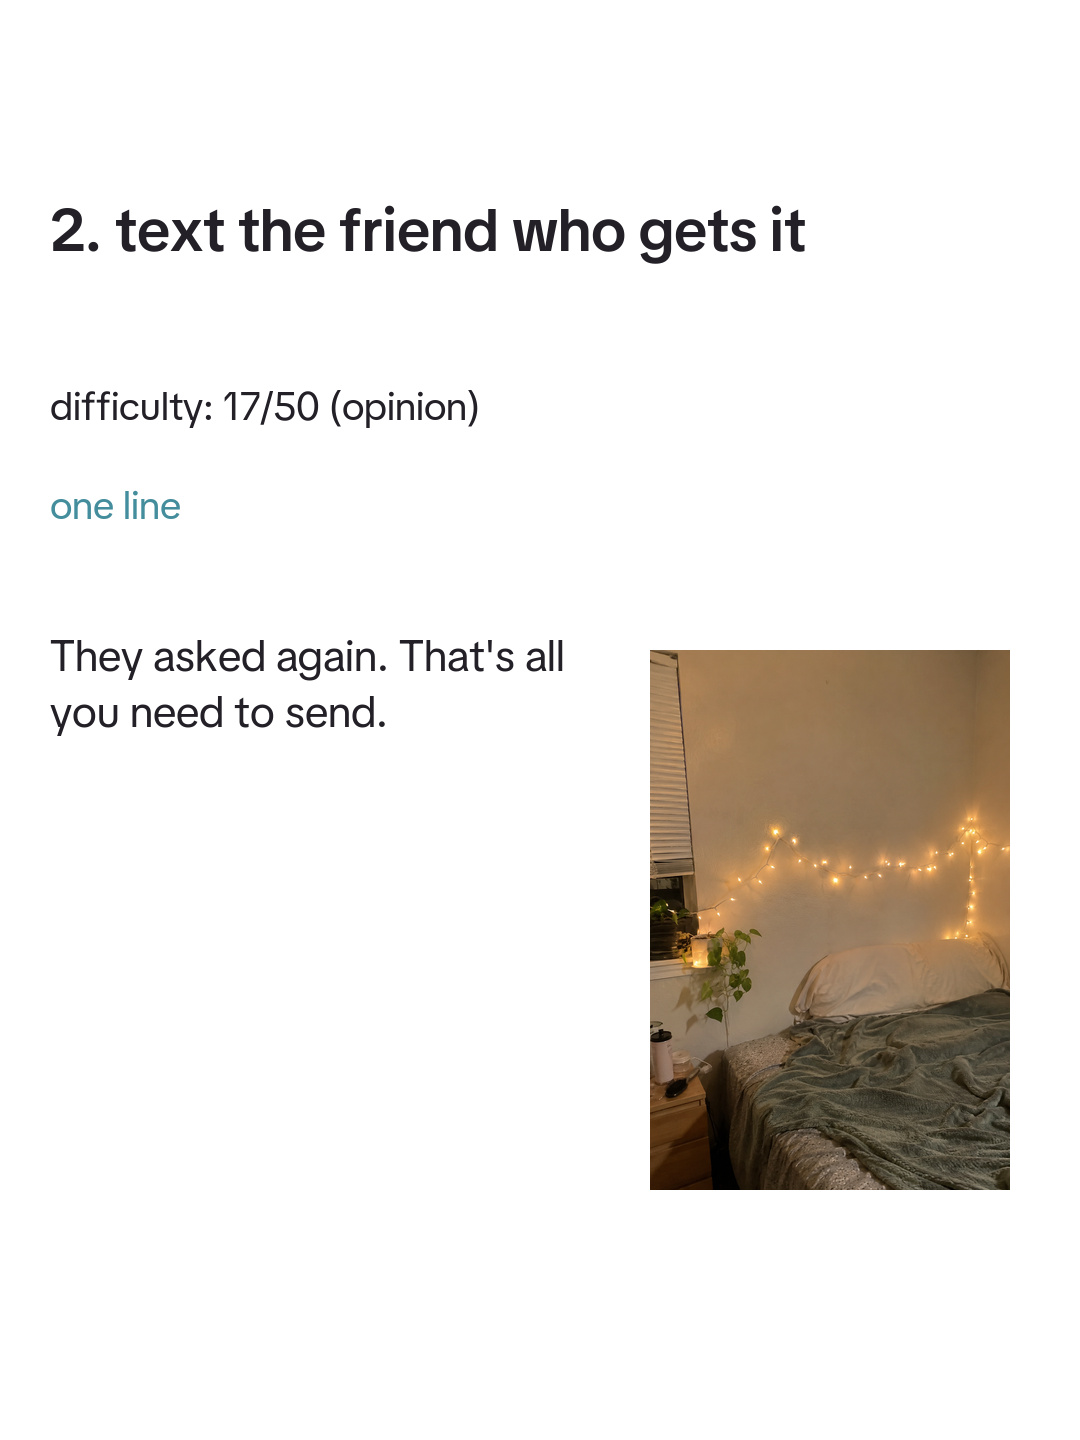 2. text the friend who gets it
difficulty: 17/50 (opinion)
one line
They asked again. That's all
you need to send.